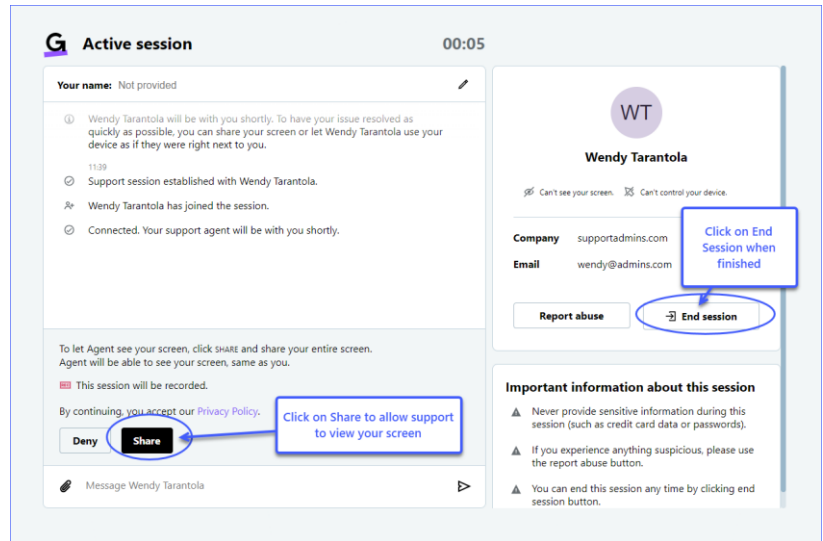 G Active session 00:05
Your name: Not provided
Wendy Tarantola will be with you shortly. To have your issue resolved as
quickly as possible, you can share your screen or let Wendy Tarantola use your
device as if they were right next to you.
11:39
Support session established with Wendy Tarantola.
Wendy Tarantola has joined the session.
Connected. Your support agent will be with you shortly.
To let Agent see your screen, click SHARE and share your entire screen.
Agent will be able to see your screen, same as you.
This session will be recorded.
By continuing, you accept our Privacy Policy.
Deny
Share
Click on Share to allow support
to view your screen
Message Wendy Tarantola
WT
Wendy Tarantola
Can't see your screen. Can't control your device.
Company supportadmins.com
Email wendy@admins.com
Click on End
Session when
finished
Report abuse
End session
Important information about this session
Never provide sensitive information during this
session (such as credit card data or passwords).
If you experience anything suspicious, please use
the report abuse button.
You can end this session any time by clicking end
session button.